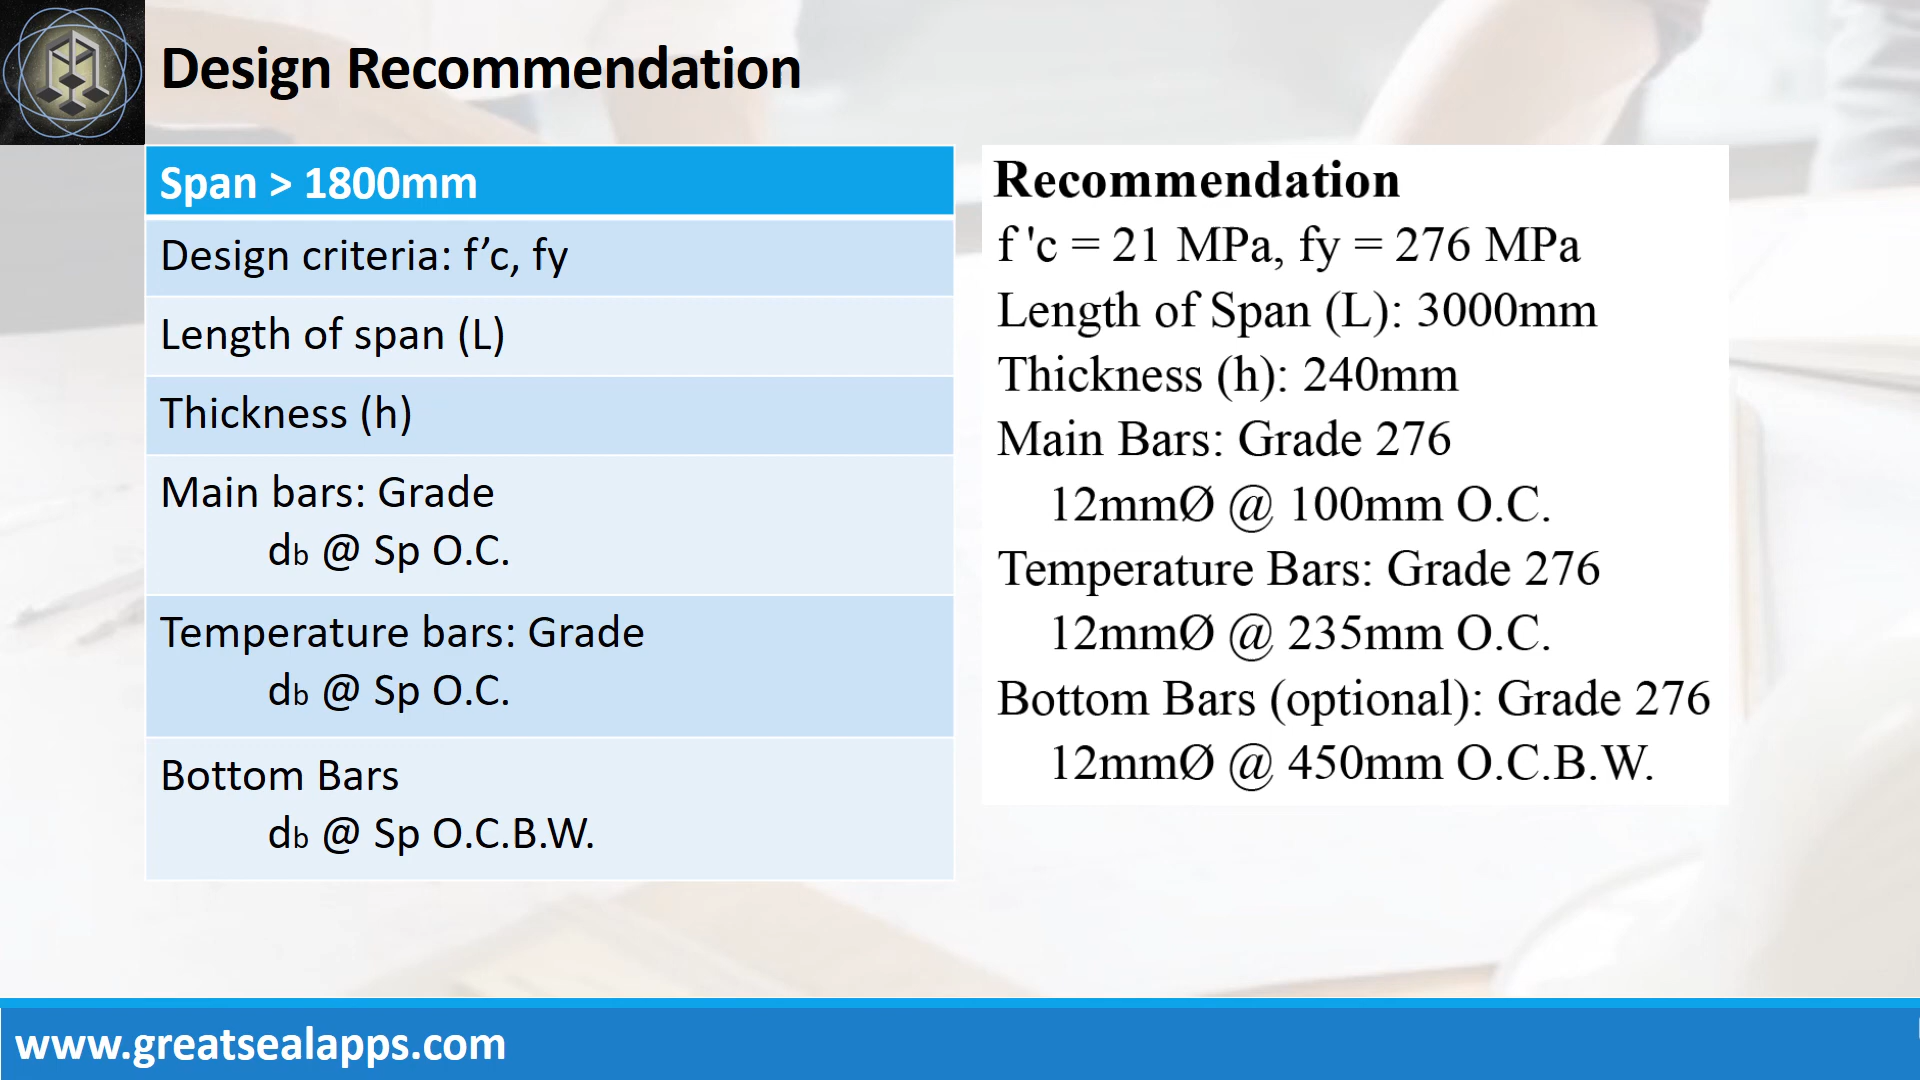 Design Recommendation
Span > 1800mm
Design criteria: f’c, fy
Length of span (L)
Thickness (h)
Main bars: Grade
db @ Sp O.C.
Temperature bars: Grade
db @ Sp O.C.
Bottom Bars
db @ Sp O.C.B.W.
Recommendation
f 'c = 21 MPa, fy = 276 MPa
Length of Span (L): 3000mm
Thickness (h): 240mm
Main Bars: Grade 276
12mmØ @ 100mm O.C.
Temperature Bars: Grade 276
12mmØ @ 235mm O.C.
Bottom Bars (optional): Grade 276
12mmØ @ 450mm O.C.B.W.
www.greatsealapps.com